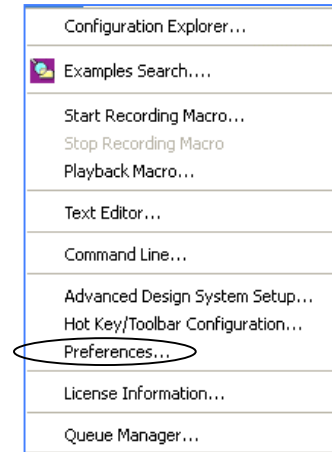 Configuration Explorer...
Examples Search....
Start Recording Macro...
Stop Recording Macro
Playback Macro...
Text Editor...
Command Line...
Advanced Design System Setup...
Hot Key/Toolbar Configuration...
Preferences...
License Information...
Queue Manager...